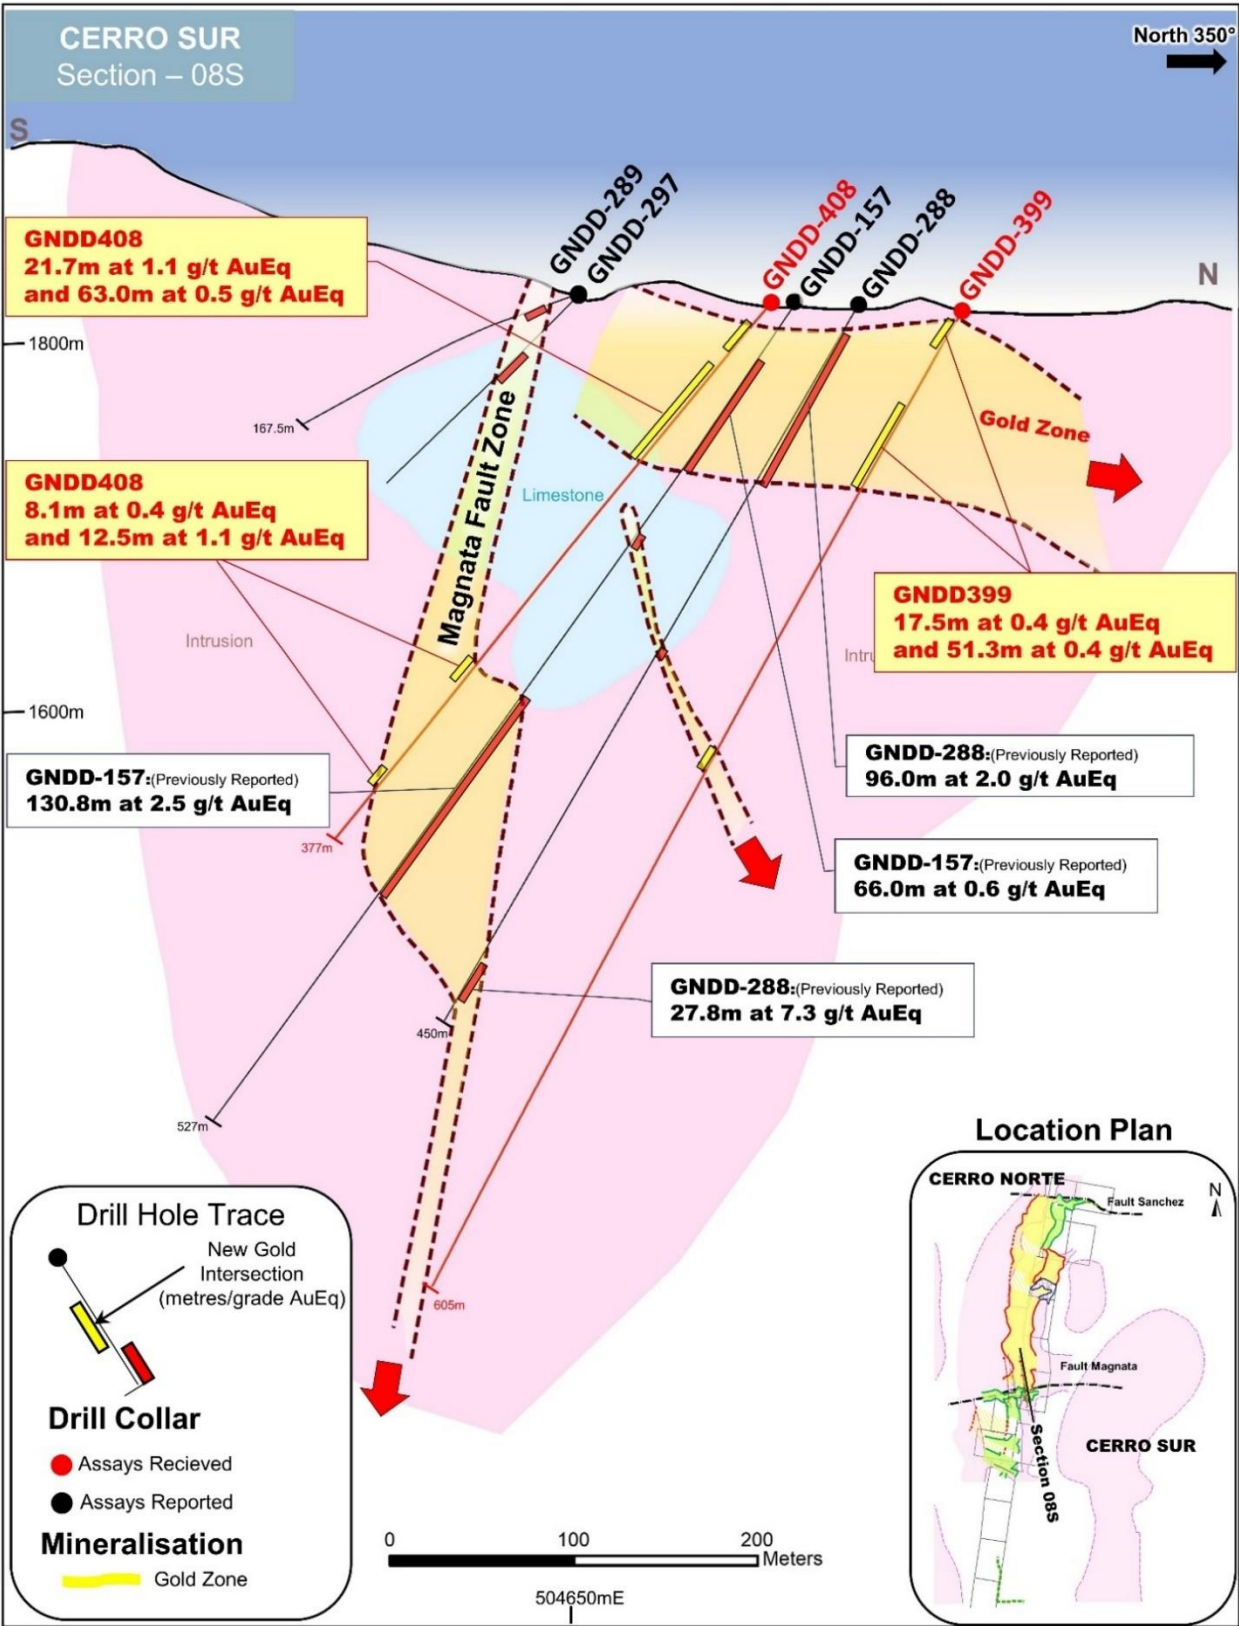 CERRO SUR
Section – 08S
North 350°
S
N
GNDD-289
GNDD-297
GNDD-408
GNDD-157
GNDD-288
GNDD-399
GNDD408
21.7m at 1.1 g/t AuEq
and 63.0m at 0.5 g/t AuEq
1800m
167.5m
Gold Zone
Magnata Fault Zone
Limestone
GNDD408
8.1m at 0.4 g/t AuEq
and 12.5m at 1.1 g/t AuEq
GNDD399
17.5m at 0.4 g/t AuEq
and 51.3m at 0.4 g/t AuEq
Intrusion
Intru
1600m
GNDD-157:(Previously Reported)
130.8m at 2.5 g/t AuEq
GNDD-288:(Previously Reported)
96.0m at 2.0 g/t AuEq
377m
GNDD-157:(Previously Reported)
66.0m at 0.6 g/t AuEq
GNDD-288:(Previously Reported)
27.8m at 7.3 g/t AuEq
450m
527m
605m
Drill Hole Trace
New Gold
Intersection
(metres/grade AuEq)
Drill Collar
Assays Recieved
Assays Reported
Mineralisation
Gold Zone
0 100 200
Meters
504650mE
Location Plan
CERRO NORTE
N
Fault Sanchez
Fault Magnata
CERRO SUR
Section 08S